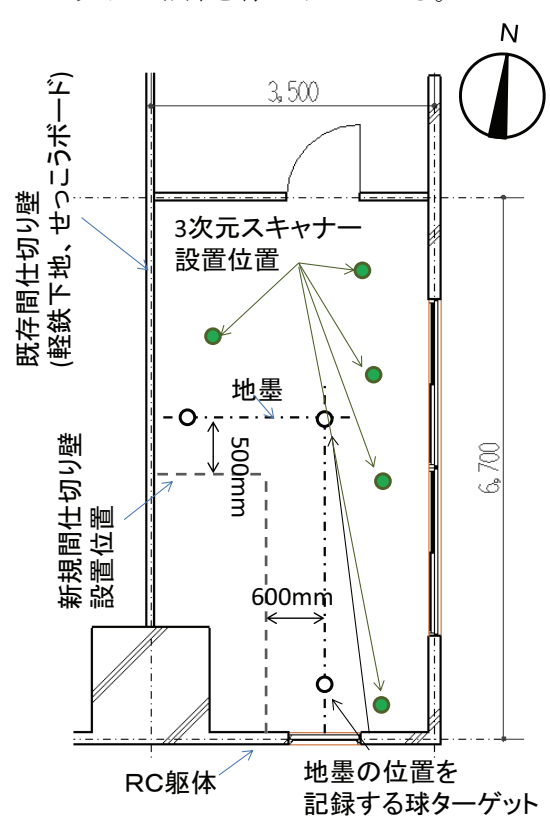 N
3,500
既存間仕切り壁
(軽鉄下地、せっこうボード)
3次元スキャナー
設置位置
地墨
500mm
6,700
新規間仕切り壁
設置位置
600mm
RC躯体
地墨の位置を
記録する球ターゲット